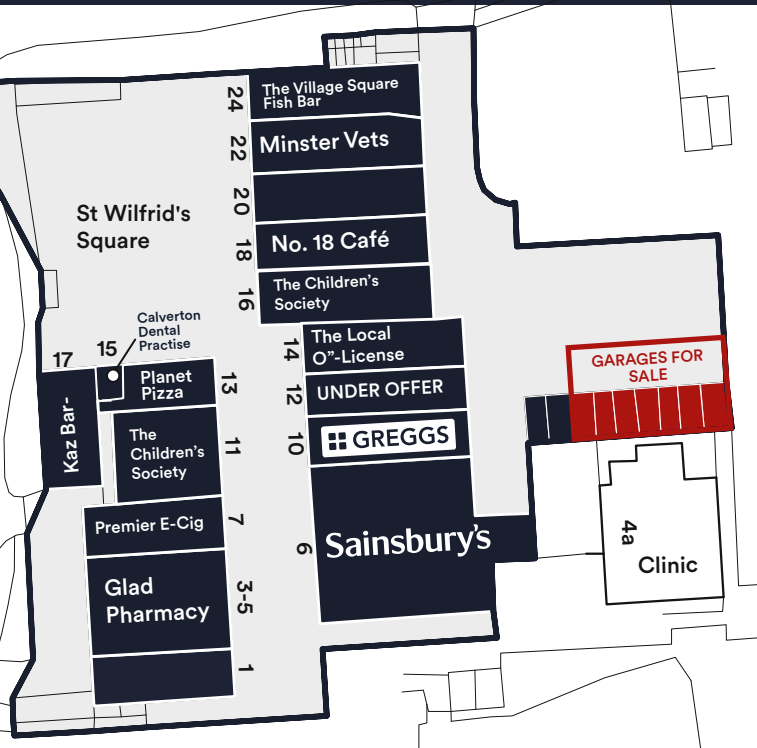 24
The Village Square
Fish Bar
22
Minster Vets
20
St Wilfrid's
Square
18
No. 18 Café
16
The Children's
Society
Calverton
Dental
Practise
14
The Local
O”-License
17
15
13
Planet
Pizza
12
UNDER OFFER
GARAGES FOR
SALE
Kaz Bar-
11
The
Children's
Society
10
GREGGS
7
Premier E-Cig
6
Sainsbury's
4a
Clinic
3-5
Glad
Pharmacy
1